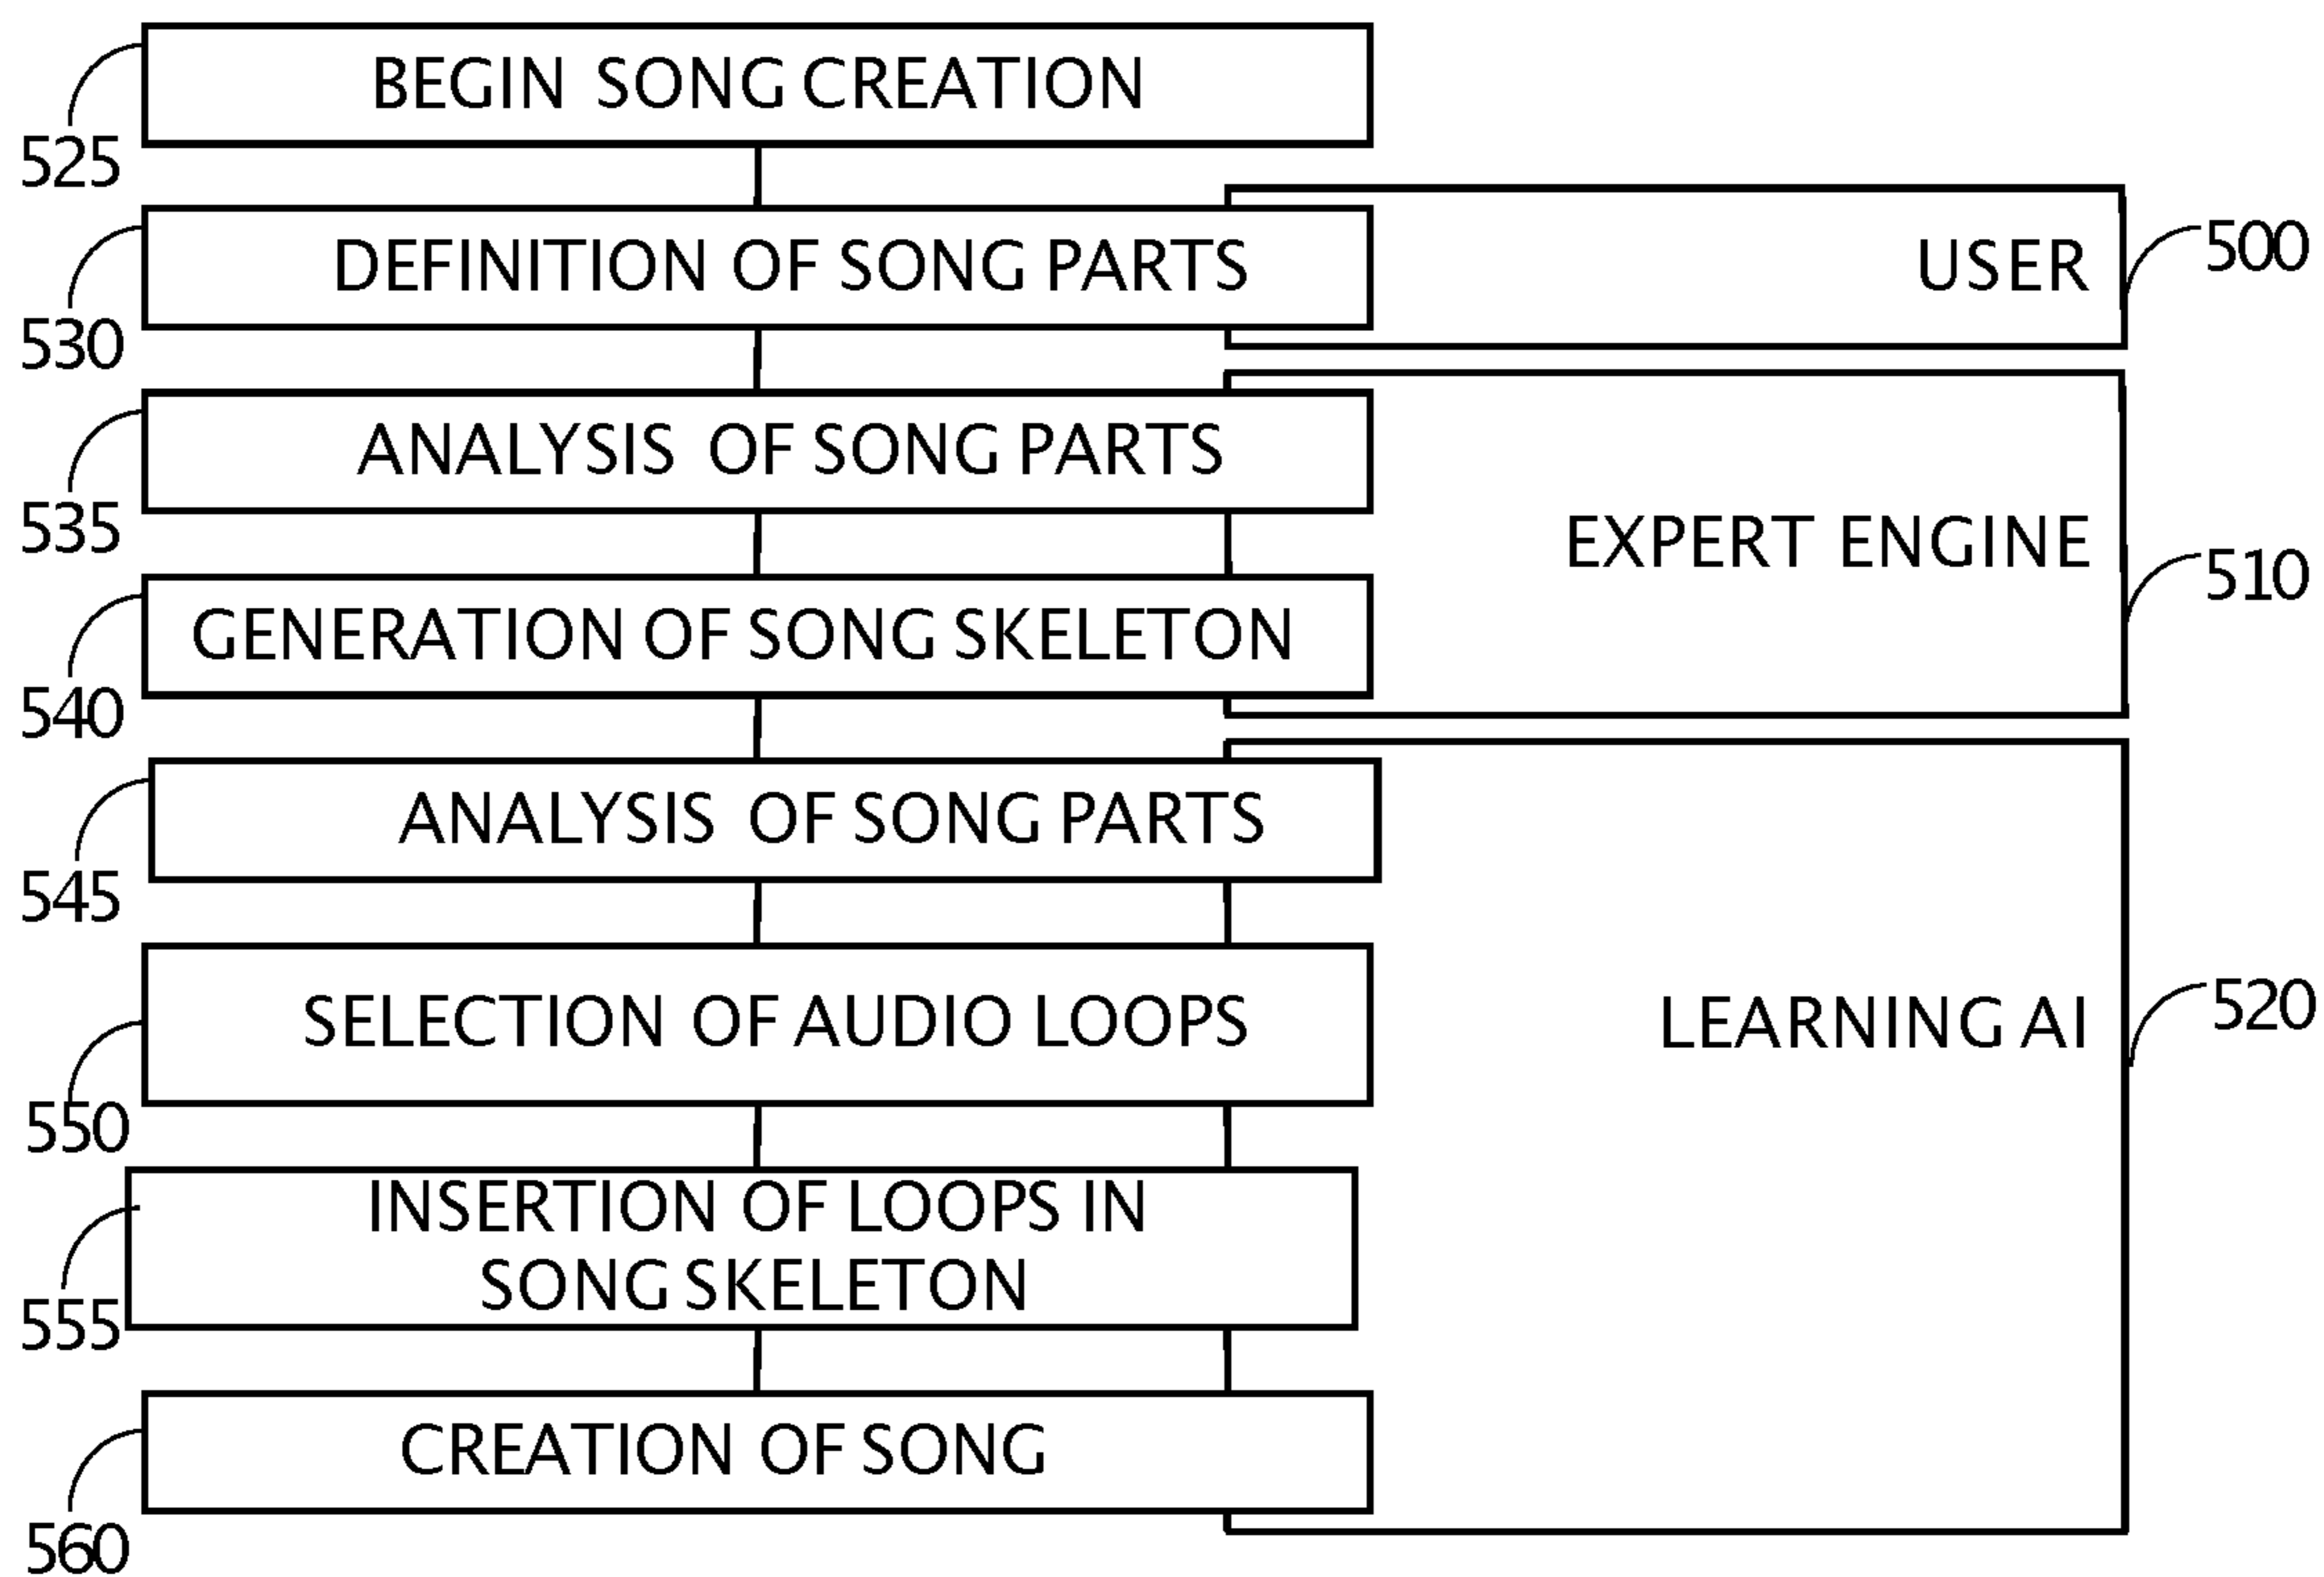 BEGIN SONG CREATION
525
DEFINITION OF SONG PARTS
USER
500
530
ANALYSIS OF SONG PARTS
535
EXPERT ENGINE
510
GENERATION OF SONG SKELETON
540
ANALYSIS OF SONG PARTS
545
SELECTION OF AUDIO LOOPS
LEARNING AI
520
550
INSERTION OF LOOPS IN
SONG SKELETON
555
CREATION OF SONG
560